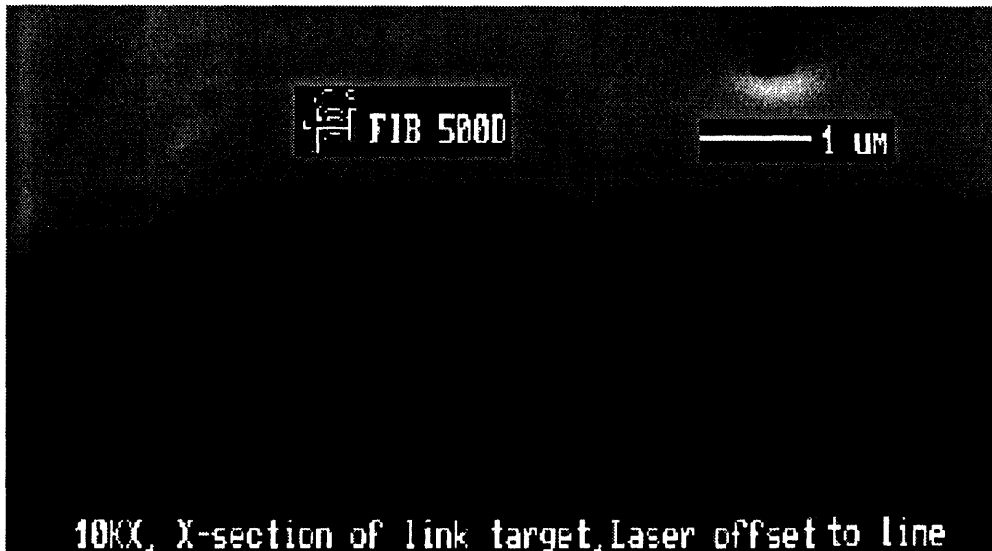 FIB 500D
1 um
10KX, X-section of link target,Laser offset to line